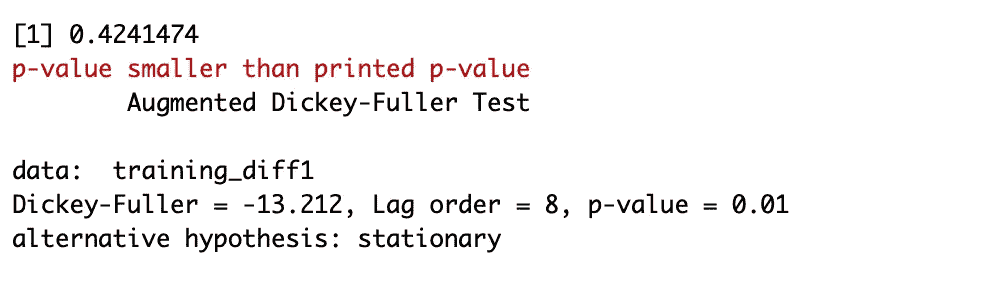 [1] 0.4241474
p-value smaller than printed p-value
Augmented Dickey-Fuller Test
data:  training_diff1
Dickey-Fuller = -13.212, Lag order = 8, p-value = 0.01
alternative hypothesis: stationary